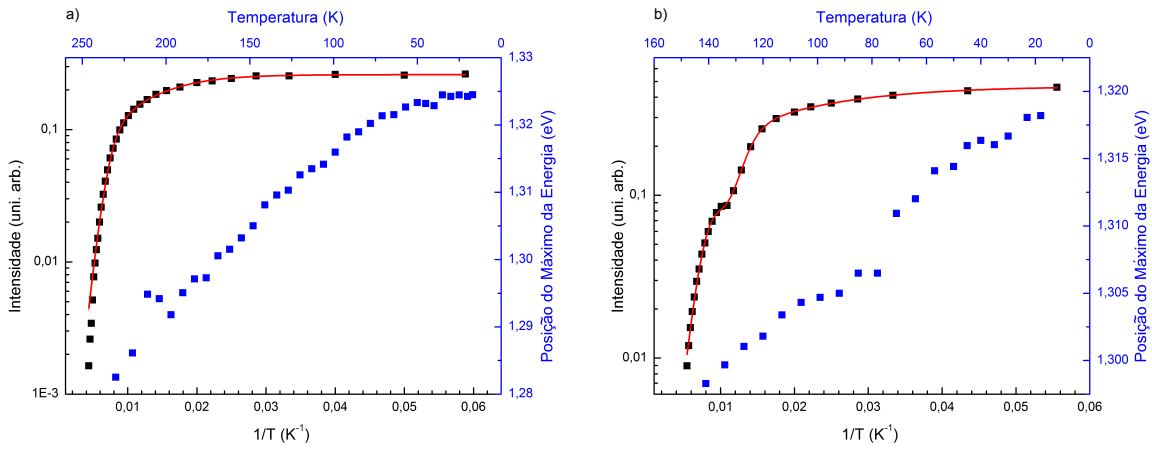 a)
Temperatura (K)
250 200 150 100 50 0
Intensidade (uni. arb.)
0,1
0,01
1E-3
1,33
1,32
1,31
1,30
1,29
1,28
Posição do Máximo da Energia (eV)
0,01 0,02 0,03 0,04 0,05 0,06
1/T (K⁻¹)
b)
Temperatura (K)
160 140 120 100 80 60 40 20 0
Intensidade (uni. arb.)
0,1
0,01
1,320
1,315
1,310
1,305
1,300
Posição do Máximo da Energia (eV)
0,01 0,02 0,03 0,04 0,05 0,06
1/T (K⁻¹)